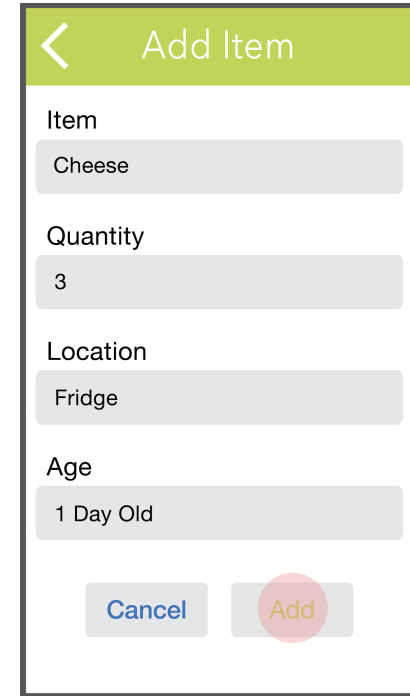 Add Item
Item
Cheese
Quantity
3
Location
Fridge
Age
1 Day Old
Cancel Add